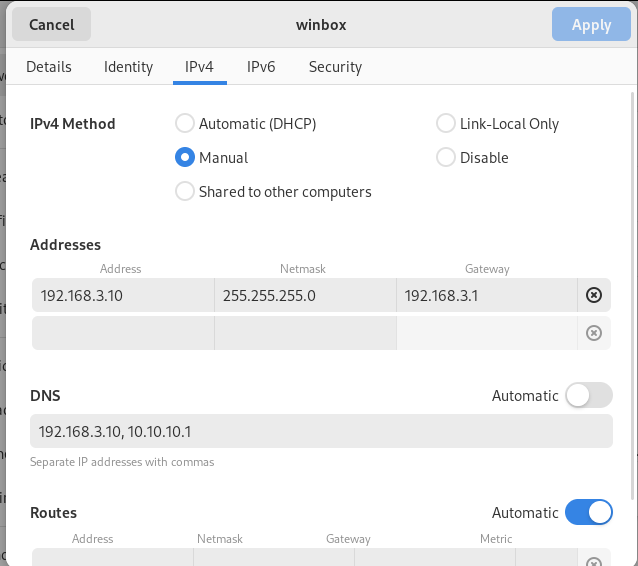 Cancel winbox Apply
Details Identity IPv4 IPv6 Security
IPv4 Method Automatic (DHCP) Link-Local Only
Manual Disable
Shared to other computers
Addresses
Address Netmask Gateway
192.168.3.10 255.255.255.0 192.168.3.1
DNS Automatic
192.168.3.10, 10.10.10.1
Separate IP addresses with commas
Routes Automatic
Address Netmask Gateway Metric